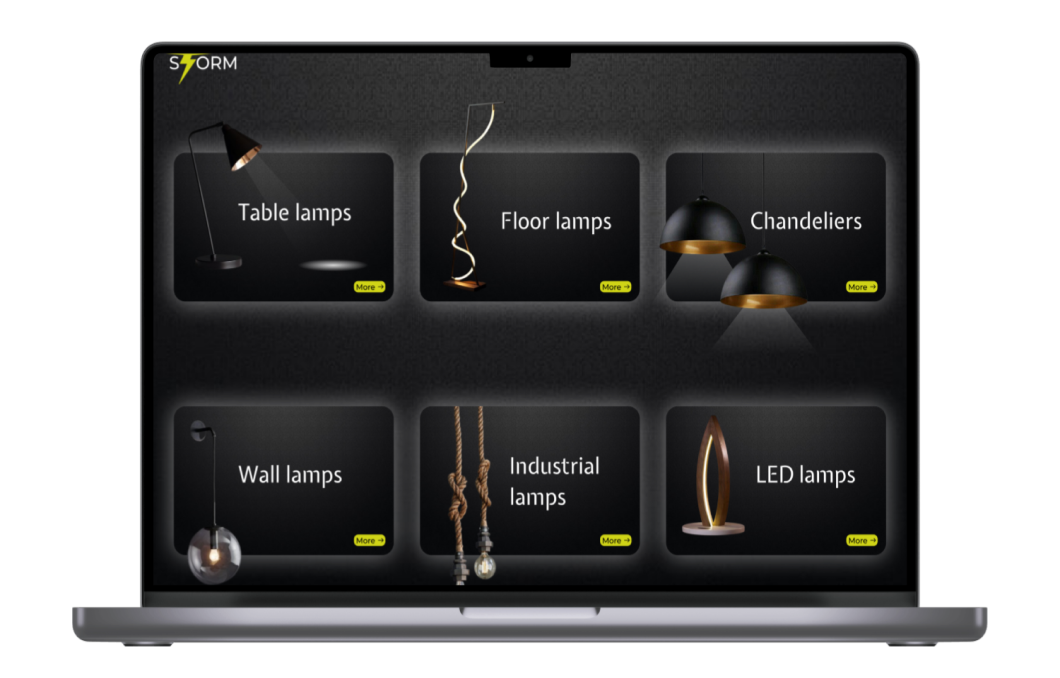 STORM
Table lamps
More →
Floor lamps
More →
Chandeliers
More →
Wall lamps
More →
Industrial
lamps
More →
LED lamps
More →